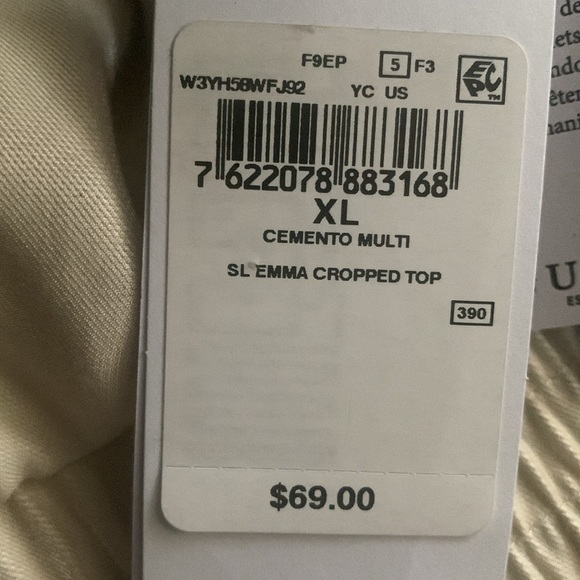 F9EP 5 F3
EPC™
W3YH58WFJ92 YC US
7 622078 883168
XL
CEMENTO MULTI
SL EMMA CROPPED TOP
390
$69.00